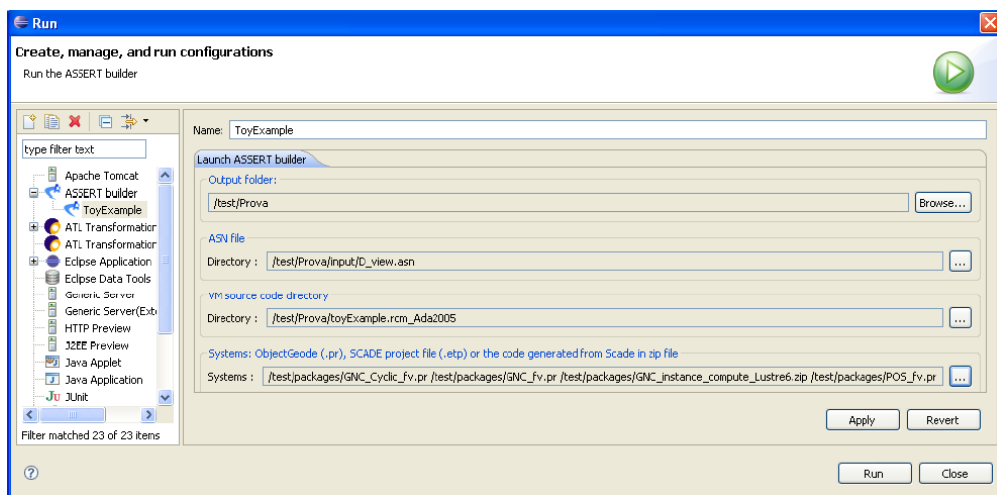 Run
Create, manage, and run configurations
Run the ASSERT builder
type filter text
Apache Tomcat
ASSERT builder
ToyExample
ATL Transformation
ATL Transformation
Eclipse Application
Eclipse Data Tools
Generic Server
Generic Server(Exte
HTTP Preview
J2EE Preview
Java Applet
Java Application
JUnit
Filter matched 23 of 23 items
Name: ToyExample
Launch ASSERT builder
Output folder:
/test/Prova
Browse...
ASN file
Directory : /test/Prova/input/D_view.asn
...
VM source code directory
Directory : /test/Prova/toyExample.rcm_Ada2005
...
Systems: ObjectGeode (.pr), SCADE project file (.etp) or the code generated from Scade in zip file
Systems : /test/packages/GNC_Cyclic_fv.pr /test/packages/GNC_fv.pr /test/packages/GNC_instance_compute_Lustre6.zip /test/packages/POS_fv.pr
...
Apply
Revert
Run
Close